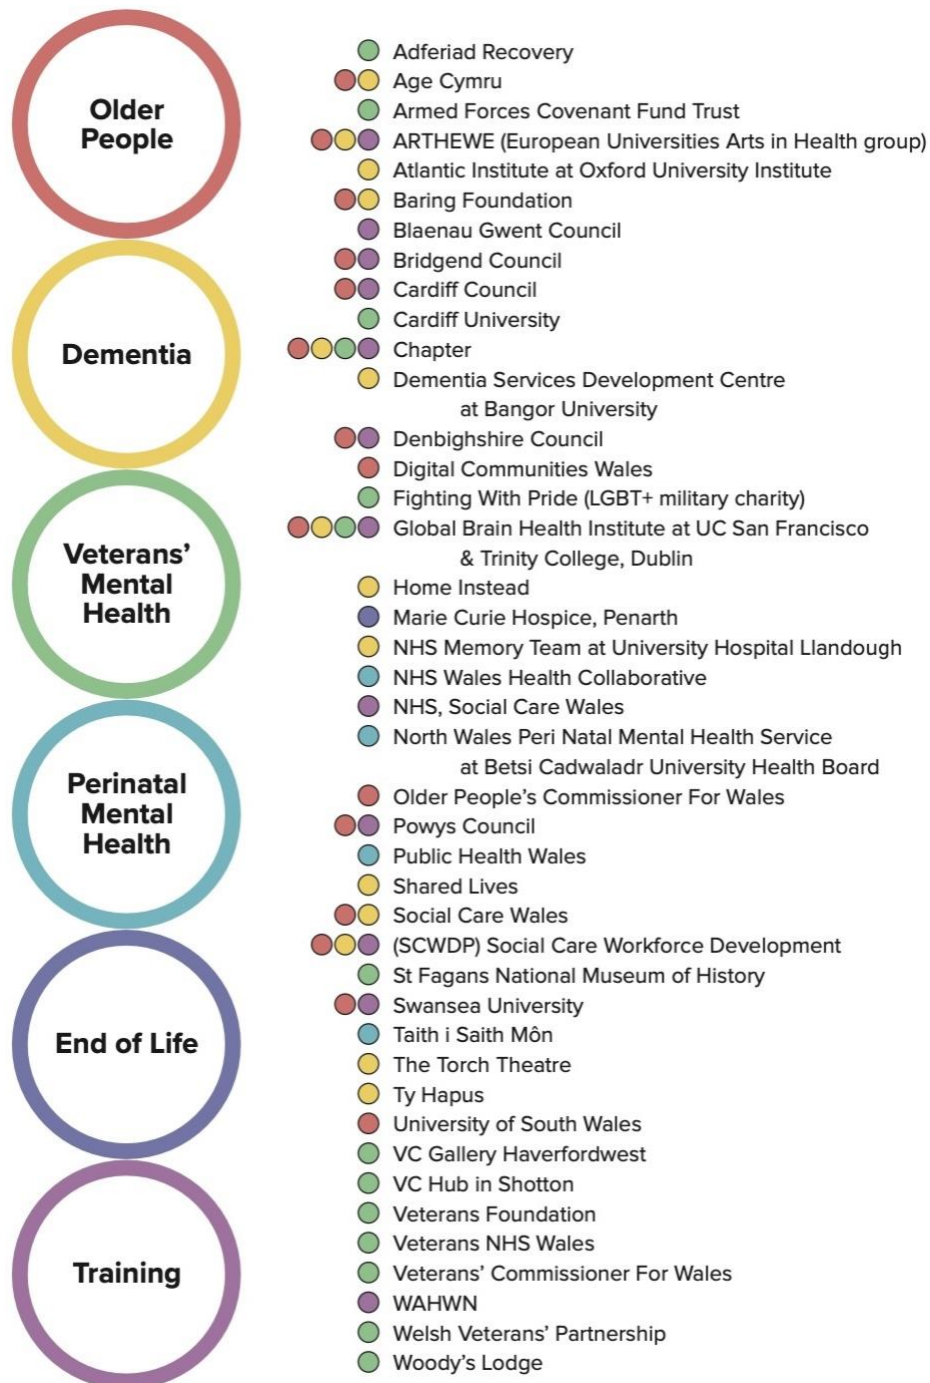 Older
People
Dementia
Veterans’
Mental
Health
Perinatal
Mental
Health
End of Life
Training
Adferiad Recovery
Age Cymru
Armed Forces Covenant Fund Trust
ARTHEWE (European Universities Arts in Health group)
Atlantic Institute at Oxford University Institute
Baring Foundation
Blaenau Gwent Council
Bridgend Council
Cardiff Council
Cardiff University
Chapter
Dementia Services Development Centre
at Bangor University
Denbighshire Council
Digital Communities Wales
Fighting With Pride (LGBT+ military charity)
Global Brain Health Institute at UC San Francisco
& Trinity College, Dublin
Home Instead
Marie Curie Hospice, Penarth
NHS Memory Team at University Hospital Llandough
NHS Wales Health Collaborative
NHS, Social Care Wales
North Wales Peri Natal Mental Health Service
at Betsi Cadwaladr University Health Board
Older People’s Commissioner For Wales
Powys Council
Public Health Wales
Shared Lives
Social Care Wales
(SCWDP) Social Care Workforce Development
St Fagans National Museum of History
Swansea University
Taith i Saith Môn
The Torch Theatre
Ty Hapus
University of South Wales
VC Gallery Haverfordwest
VC Hub in Shotton
Veterans Foundation
Veterans NHS Wales
Veterans’ Commissioner For Wales
WAHWN
Welsh Veterans’ Partnership
Woody’s Lodge